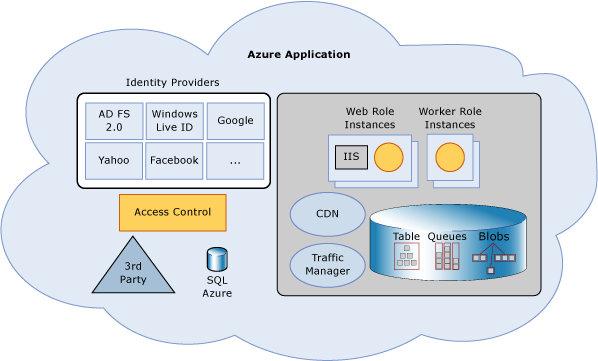 Azure Application
Identity Providers
AD FS
2.0
Windows
Live ID
Google
Yahoo
Facebook
...
Access Control
3rd
Party
SQL
Azure
Web Role
Instances
Worker Role
Instances
IIS
CDN
Traffic
Manager
Table
Queues
Blobs